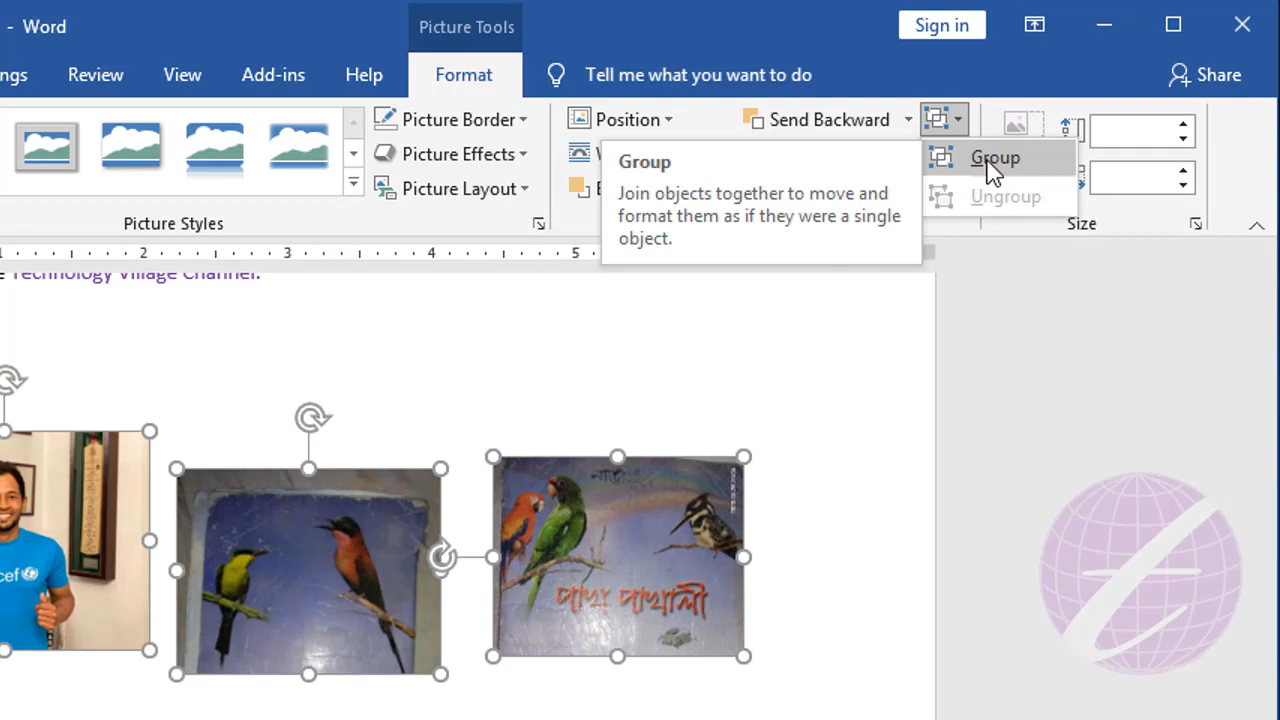 - Word
Picture Tools
Sign in
ngs
Review
View
Add-ins
Help
Format
Tell me what you want to do
Share
Picture Border
Position
Send Backward
Picture Effects
Group
Group
Picture Layout
Join objects together to move and
format them as if they were a single
object.
Ungroup
Picture Styles
Size
2
3
4
5
Technology Village Channel.
cef
পাখ পাখালী